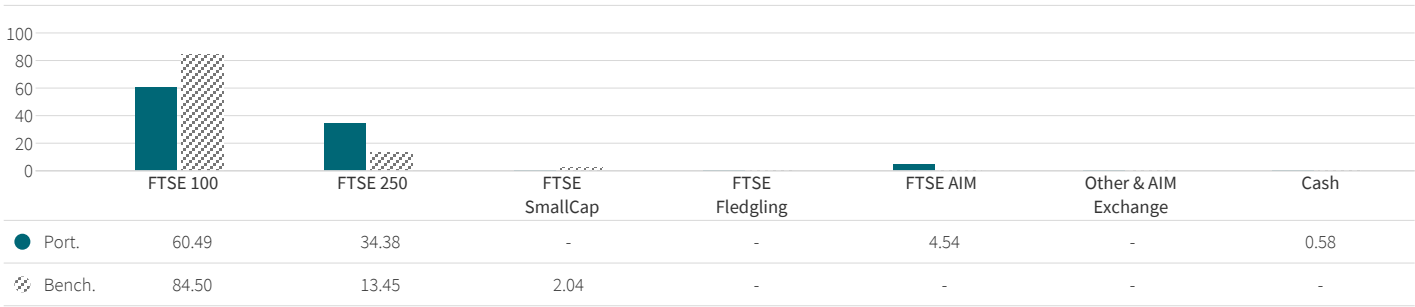 100
80
60
40
20
0
FTSE 100 FTSE 250 FTSE SmallCap FTSE Fledgling FTSE AIM Other & AIM Exchange Cash
Port. 60.49 34.38 - - 4.54 - 0.58
Bench. 84.50 13.45 2.04 - - - -